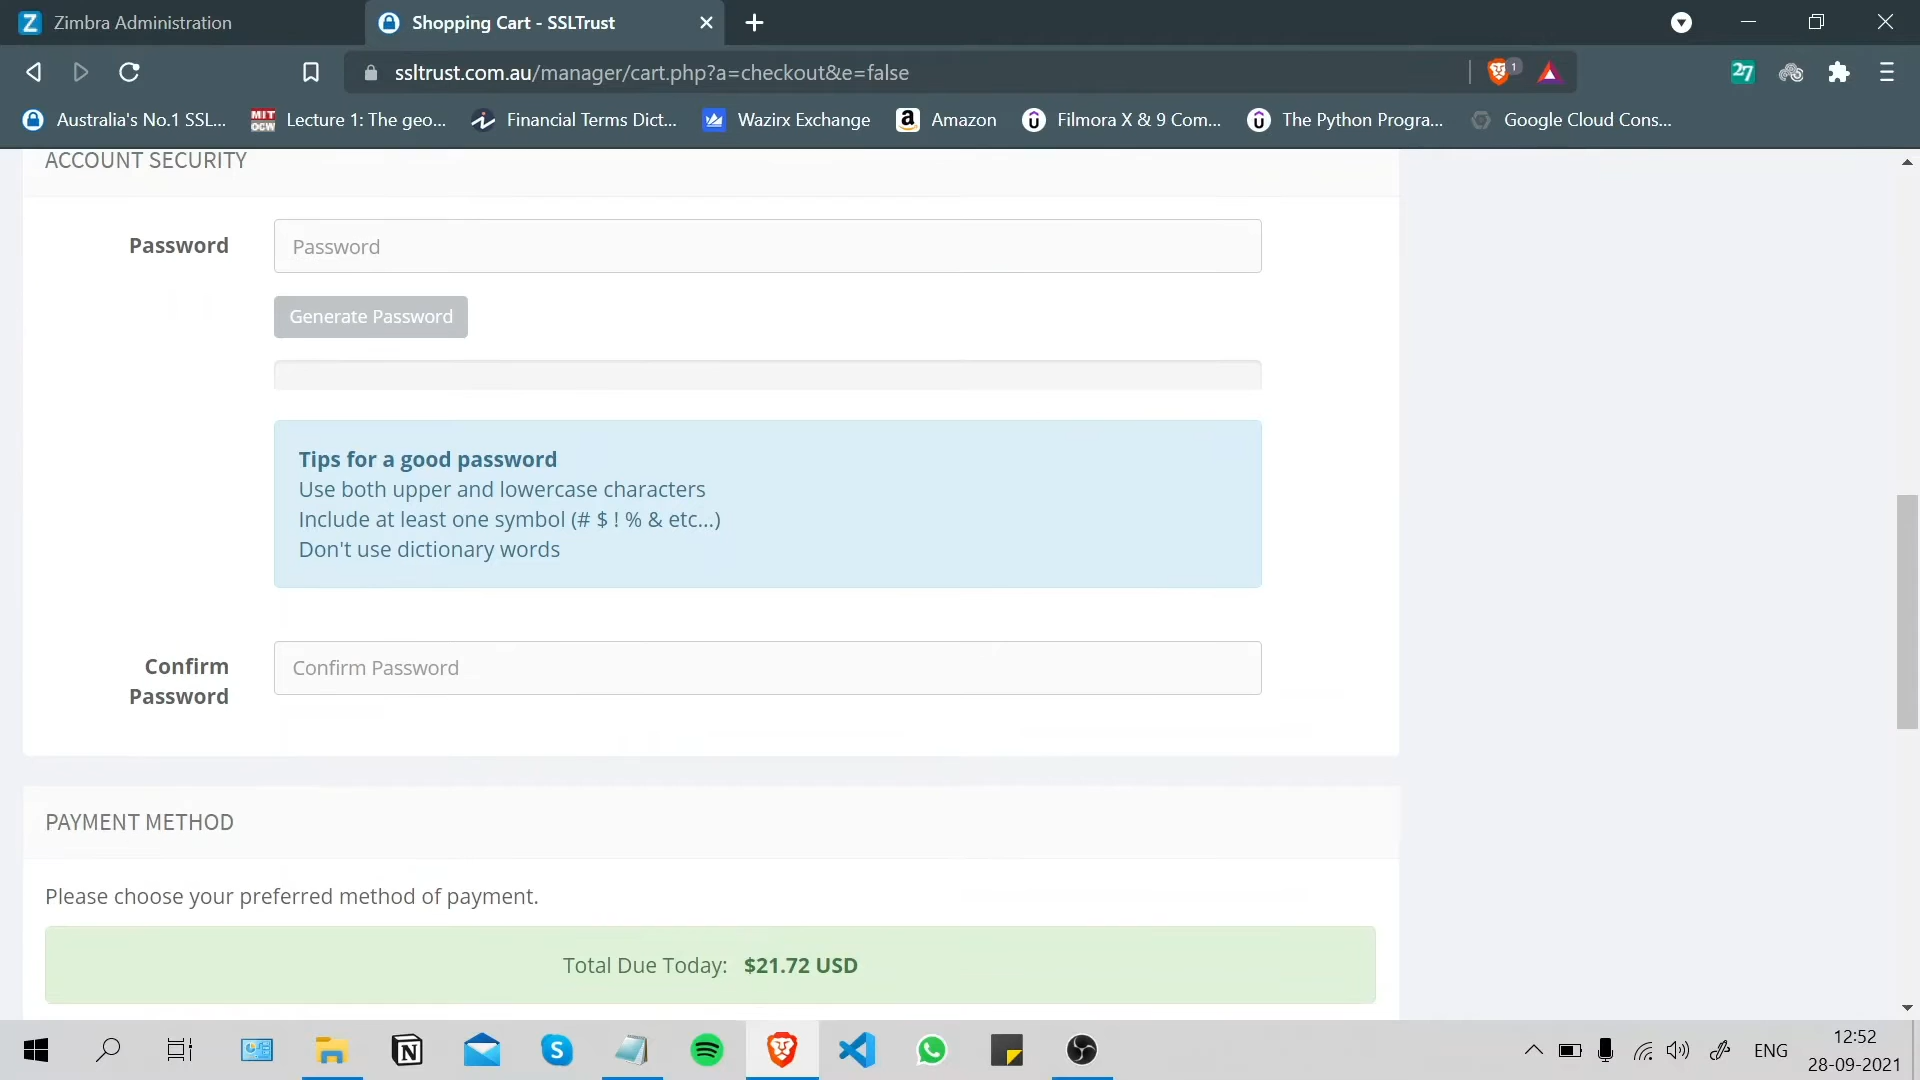 Zimbra Administration
Shopping Cart - SSLTrust
ssltrust.com.au/manager/cart.php?a=checkout&e=false
1
27
Australia's No.1 SSL...
MIT OCW
Lecture 1: The geo...
Financial Terms Dict...
Wazirx Exchange
Amazon
Filmora X & 9 Com...
The Python Progra...
Google Cloud Cons...
ACCOUNT SECURITY
Password
Password
Generate Password
Tips for a good password
Use both upper and lowercase characters
Include at least one symbol (# $ ! % & etc...)
Don't use dictionary words
Confirm
Password
Confirm Password
PAYMENT METHOD
Please choose your preferred method of payment.
Total Due Today: $21.72 USD
ENG
12:52
28-09-2021